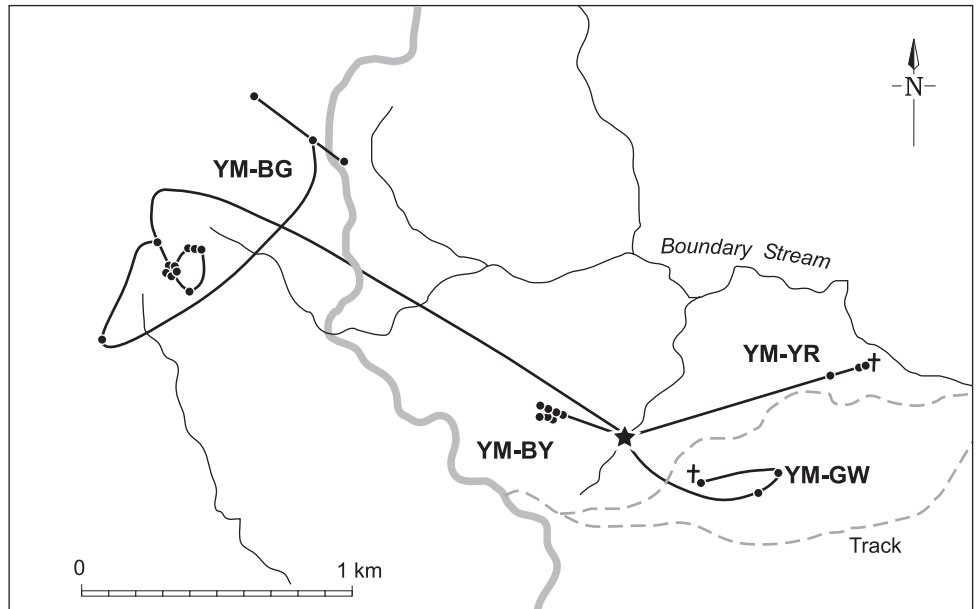 N
YM-BG
Boundary Stream
YM-YR
YM-BY
YM-GW
Track
0 1 km